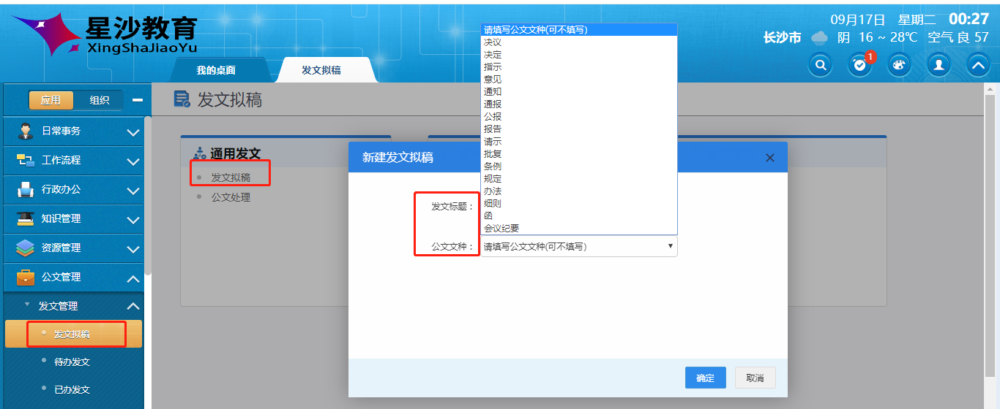 星沙教育
XingShaJiaoYu
09月17日 星期二 00:27
长沙市 阴 16 ~ 28℃ 空气 良 57
1
我的桌面
发文拟稿
应用
组织
日常事务
工作流程
行政办公
知识管理
资源管理
公文管理
发文管理
发文拟稿
待办发文
已办发文
发文拟稿
通用发文
发文拟稿
公文处理
新建发文拟稿
发文标题：
公文文种：
请填写公文文种(可不填写)
决议
决定
指示
意见
通知
通报
公报
报告
请示
批复
条例
规定
办法
细则
函
会议纪要
请填写公文文种(可不填写)
确定
取消